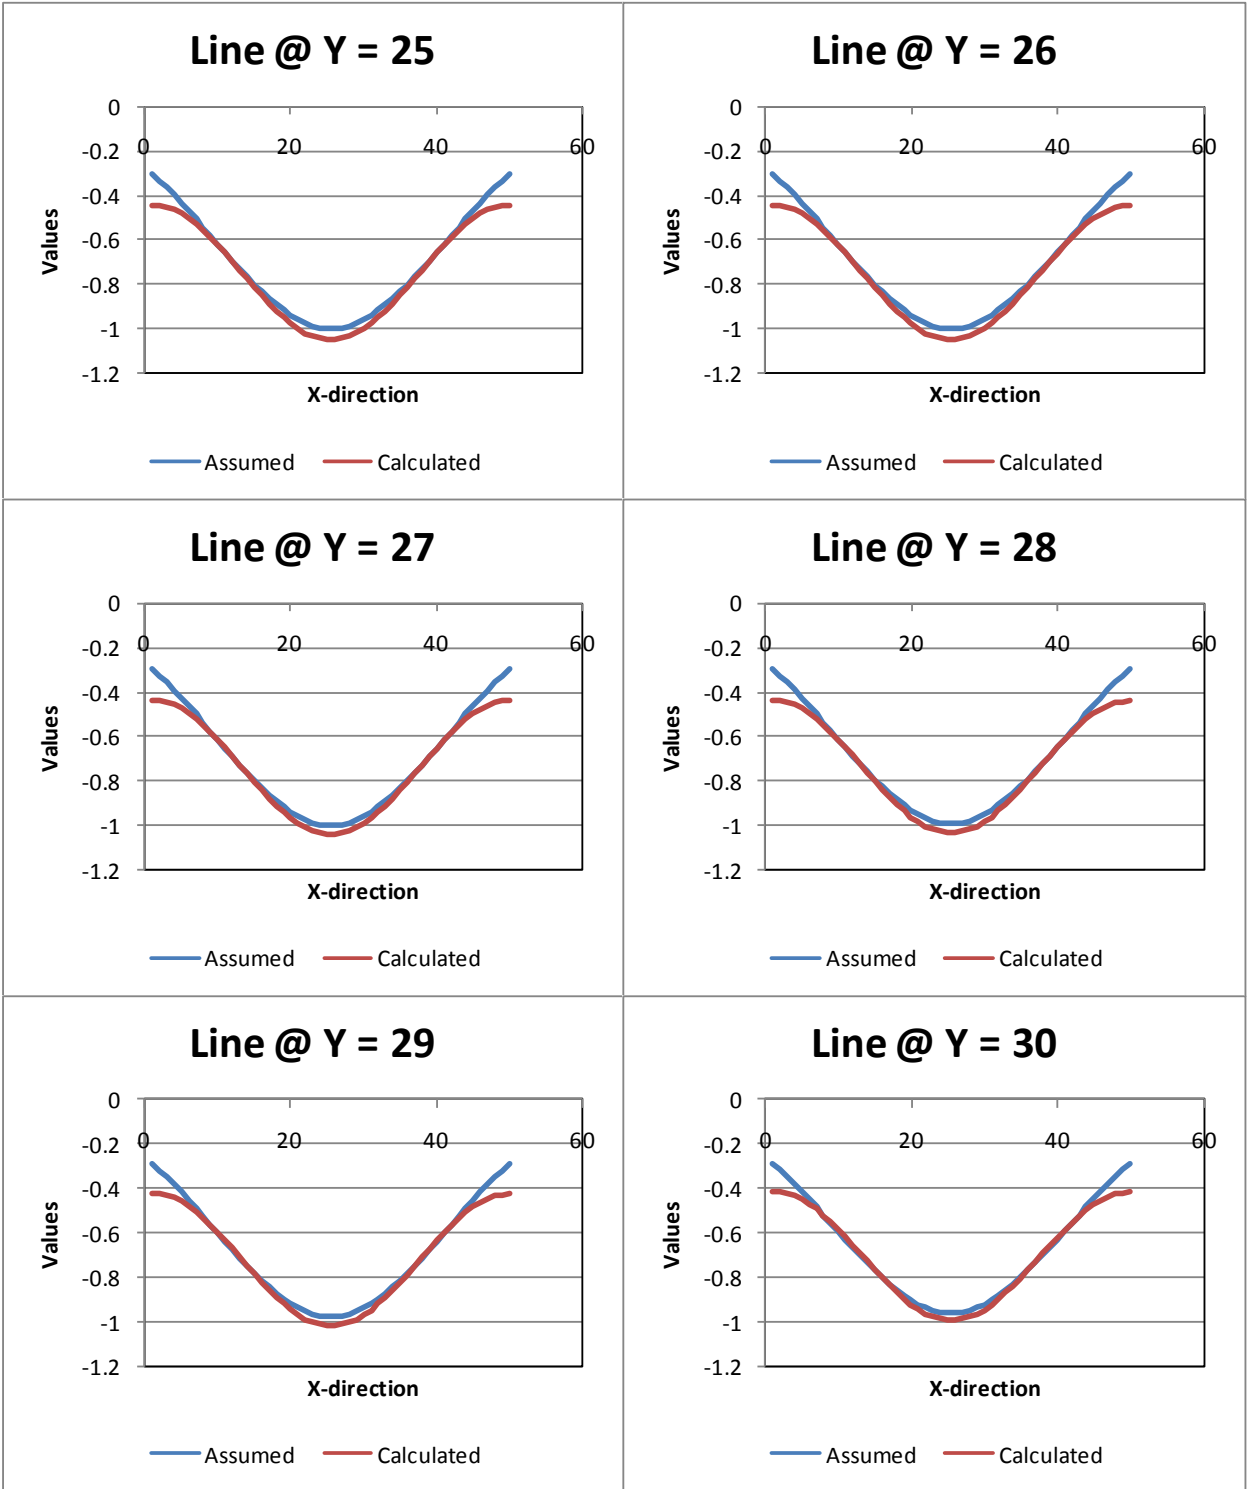 Line @ Y = 25
0
-0.2
-0.4
-0.6
-0.8
-1
-1.2
0 20 40 60
Values
X-direction
Assumed Calculated
Line @ Y = 26
0
-0.2
-0.4
-0.6
-0.8
-1
-1.2
0 20 40 60
Values
X-direction
Assumed Calculated
Line @ Y = 27
0
-0.2
-0.4
-0.6
-0.8
-1
-1.2
0 20 40 60
Values
X-direction
Assumed Calculated
Line @ Y = 28
0
-0.2
-0.4
-0.6
-0.8
-1
-1.2
0 20 40 60
Values
X-direction
Assumed Calculated
Line @ Y = 29
0
-0.2
-0.4
-0.6
-0.8
-1
-1.2
0 20 40 60
Values
X-direction
Assumed Calculated
Line @ Y = 30
0
-0.2
-0.4
-0.6
-0.8
-1
-1.2
0 20 40 60
Values
X-direction
Assumed Calculated